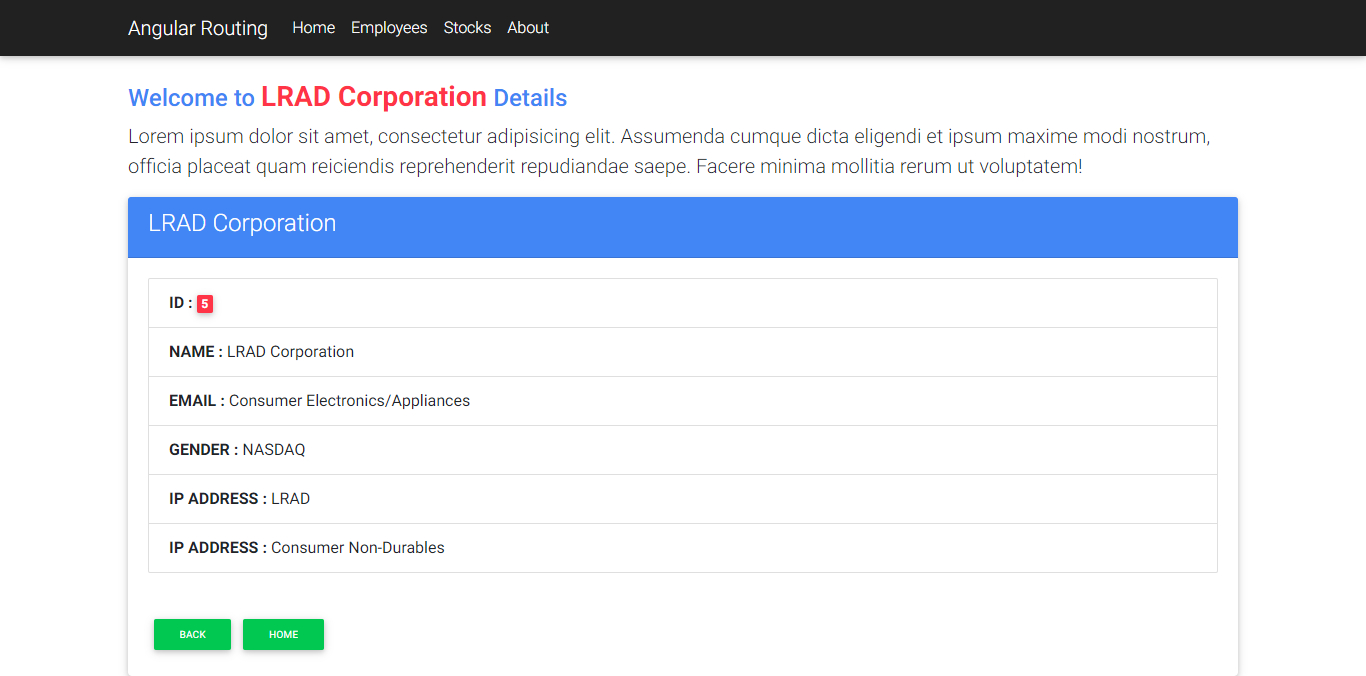 Angular Routing Home Employees Stocks About
Welcome to LRAD Corporation Details
Lorem ipsum dolor sit amet, consectetur adipisicing elit. Assumenda cumque dicta eligendi et ipsum maxime modi nostrum,
officia placeat quam reiciendis reprehenderit repudiandae saepe. Facere minima mollitia rerum ut voluptatem!
LRAD Corporation
ID : 5
NAME : LRAD Corporation
EMAIL : Consumer Electronics/Appliances
GENDER : NASDAQ
IP ADDRESS : LRAD
IP ADDRESS : Consumer Non-Durables
BACK HOME